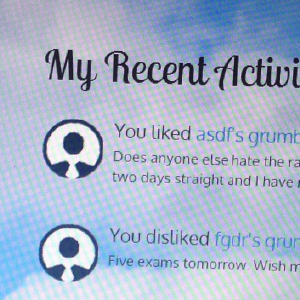 My Recent Activi
You liked asdf's grumb
Does anyone else hate the ra
two days straight and I have
You disliked fgdr's grum
Five exams tomorrow. Wish m